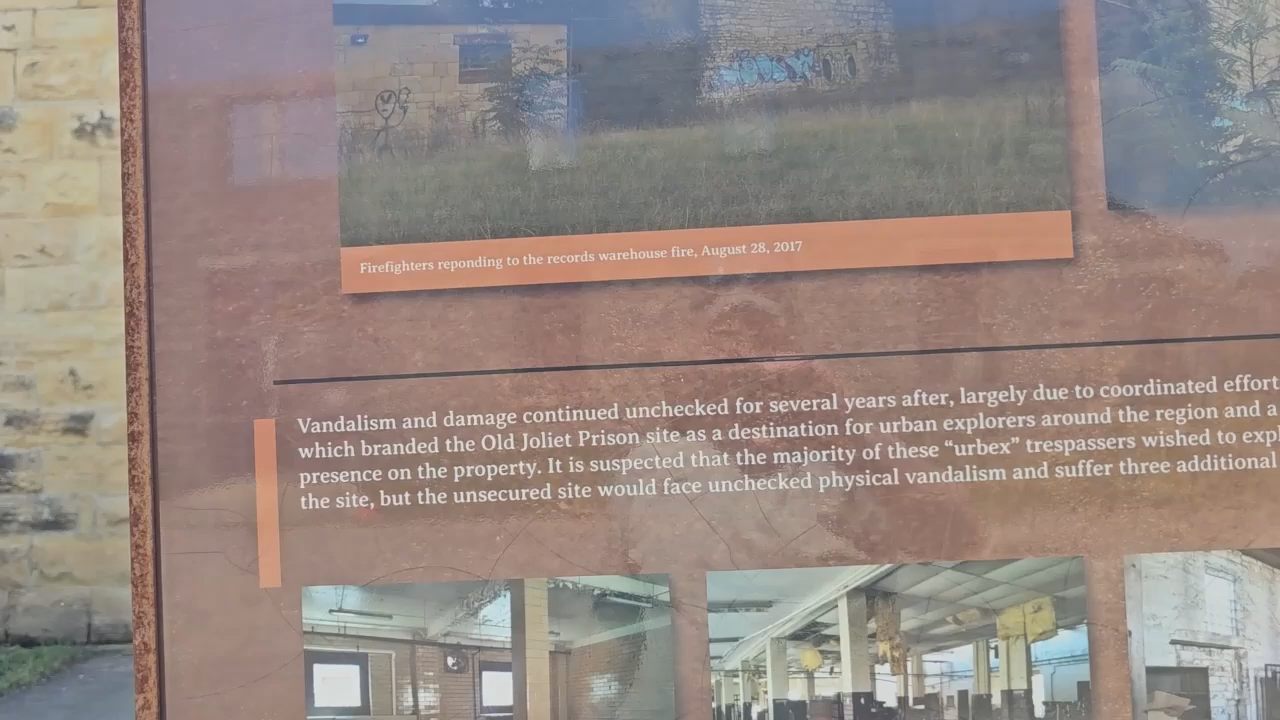 Firefighters reponding to the records warehouse fire, August 28, 2017
Vandalism and damage continued unchecked for several years after, largely due to coordinated effort
which branded the Old Joliet Prison site as a destination for urban explorers around the region and a
presence on the property. It is suspected that the majority of these “urbex” trespassers wished to expl
the site, but the unsecured site would face unchecked physical vandalism and suffer three additional